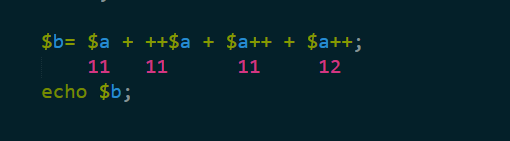 $b= $a + ++$a + $a++ + $a++;
11 11 11 12
echo $b;